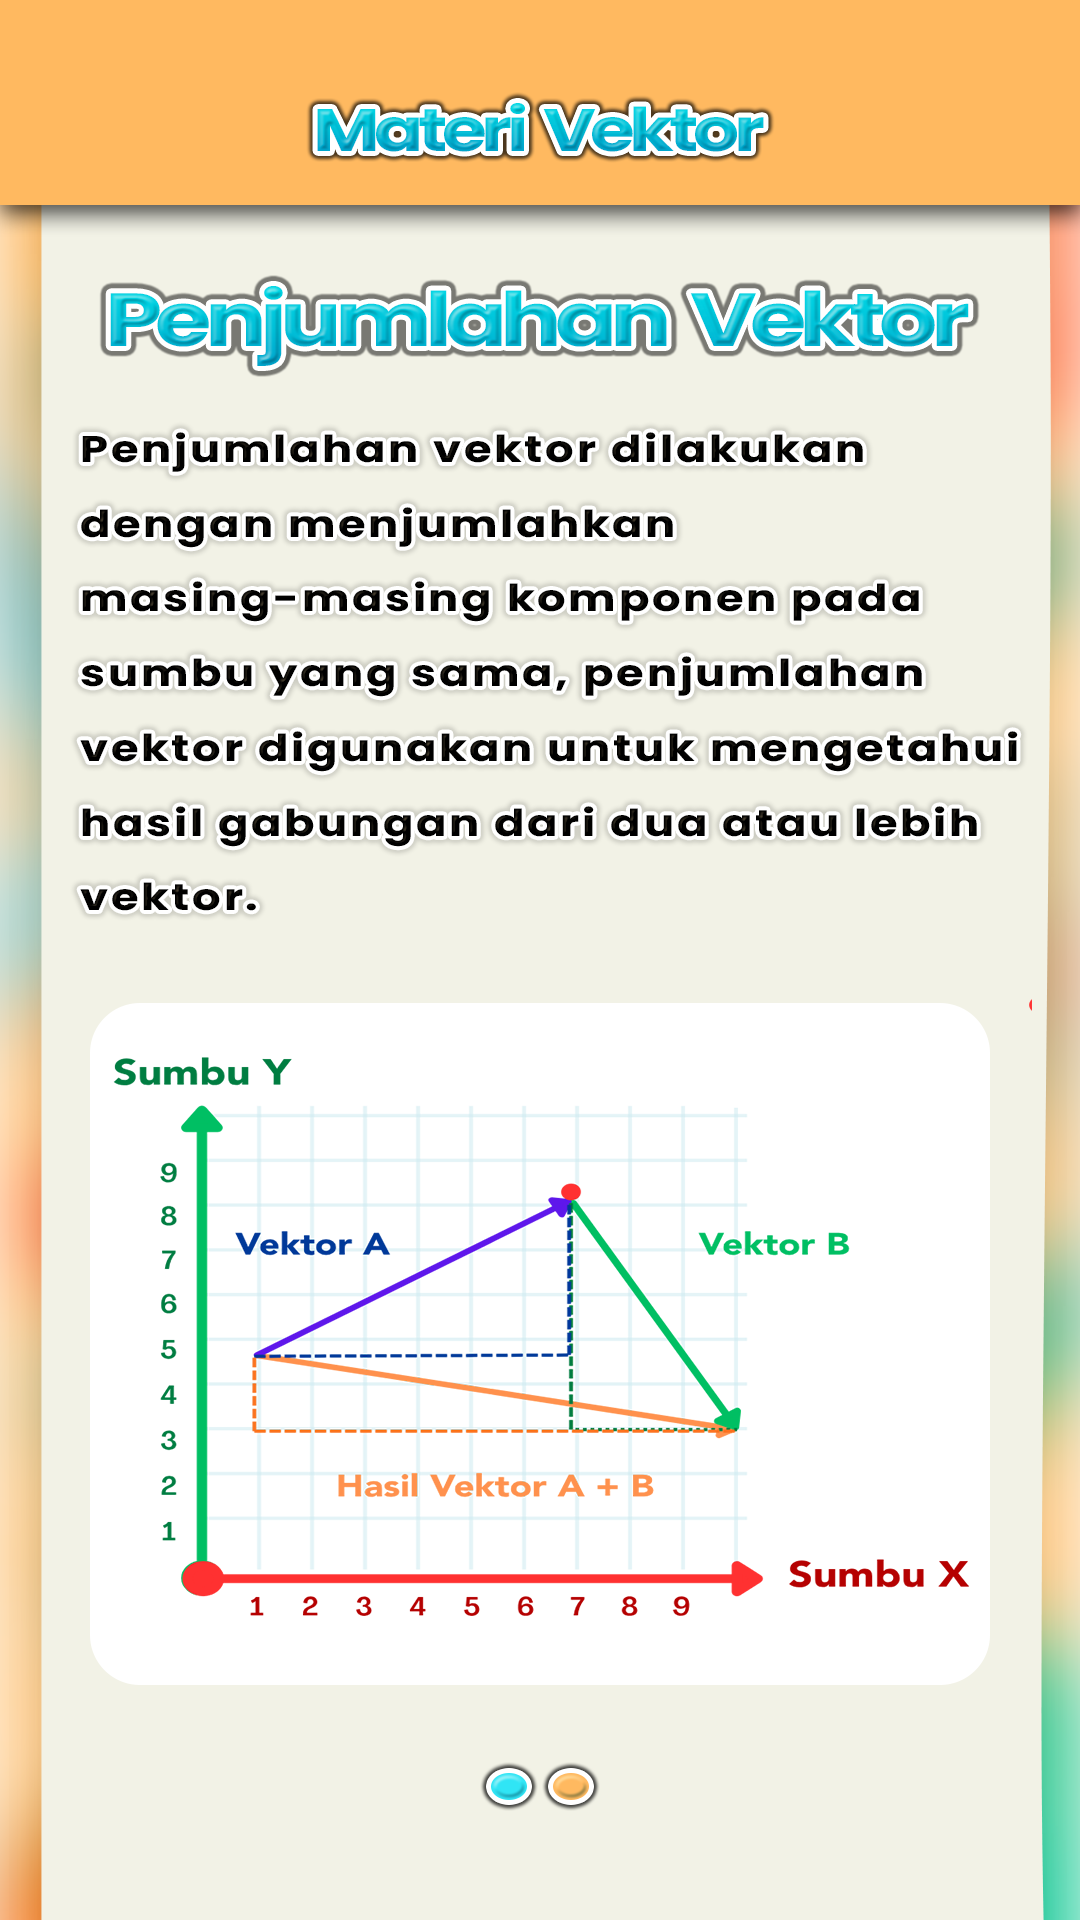 Materi Vektor
Penjumlahan Vektor
Penjumlahan vektor dilakukan
dengan menjumlahkan
masing-masing komponen pada
sumbu yang sama, penjumlahan
vektor digunakan untuk mengetahui
hasil gabungan dari dua atau lebih
vektor.
Sumbu Y
9
8
Vektor A
Vektor B
7
6
5
4
3
2
Hasil Vektor A + B
1
Sumbu X
1 2 3 4 5 6 7 8 9